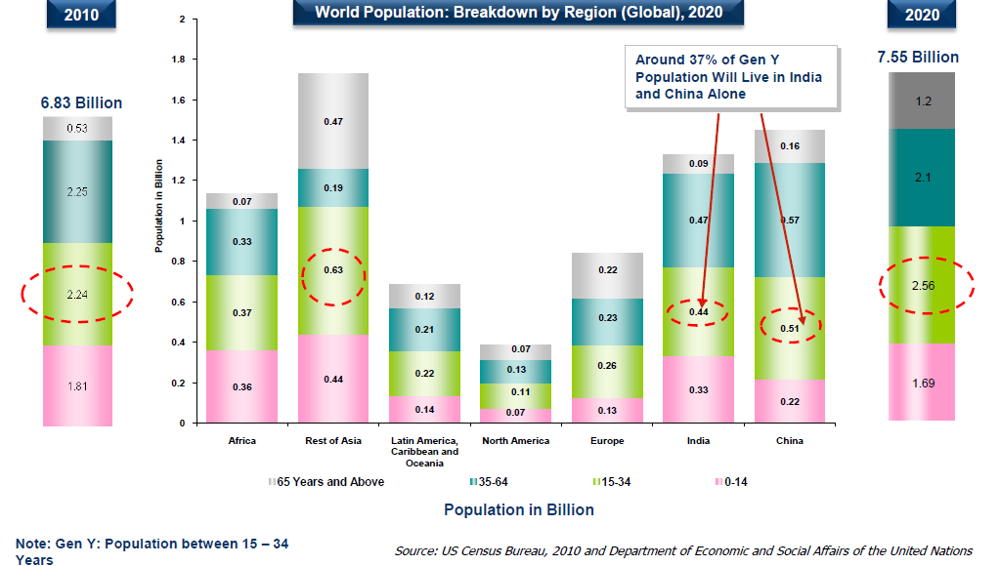 2010
World Population: Breakdown by Region (Global), 2020
2020
6.83 Billion
0.53
2.25
2.24
1.81
Population in Billion
2
1.8
1.6
1.4
1.2
1
0.8
0.6
0.4
0.2
0
Around 37% of Gen Y
Population Will Live in India
and China Alone
0.07
0.33
0.37
0.36
0.47
0.19
0.63
0.44
0.12
0.21
0.22
0.14
0.07
0.13
0.11
0.07
0.22
0.23
0.26
0.13
0.09
0.47
0.44
0.33
0.16
0.57
0.51
0.22
Africa
Rest of Asia
Latin America,
Caribbean and
Oceania
North America
Europe
India
China
65 Years and Above
35-64
15-34
0-14
7.55 Billion
1.2
2.1
2.56
1.69
Population in Billion
Note: Gen Y: Population between 15 – 34
Years
Source: US Census Bureau, 2010 and Department of Economic and Social Affairs of the United Nations